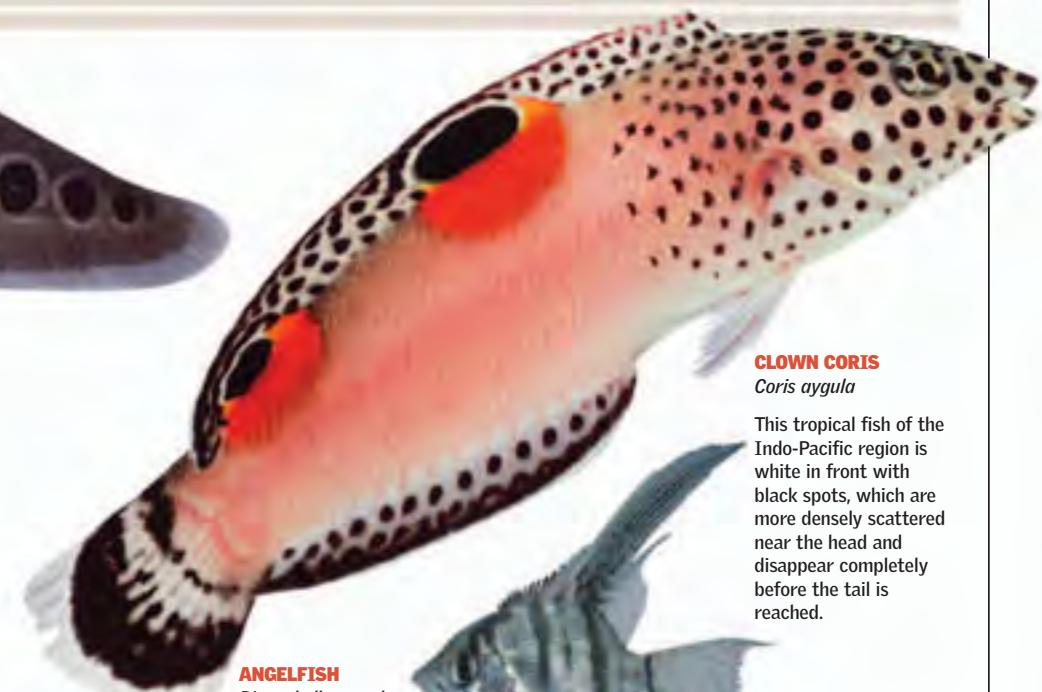 CLOWN CORIS
Coris aygula
This tropical fish of the
Indo-Pacific region is
white in front with
black spots, which are
more densely scattered
near the head and
disappear completely
before the tail is
reached.
ANGELFISH